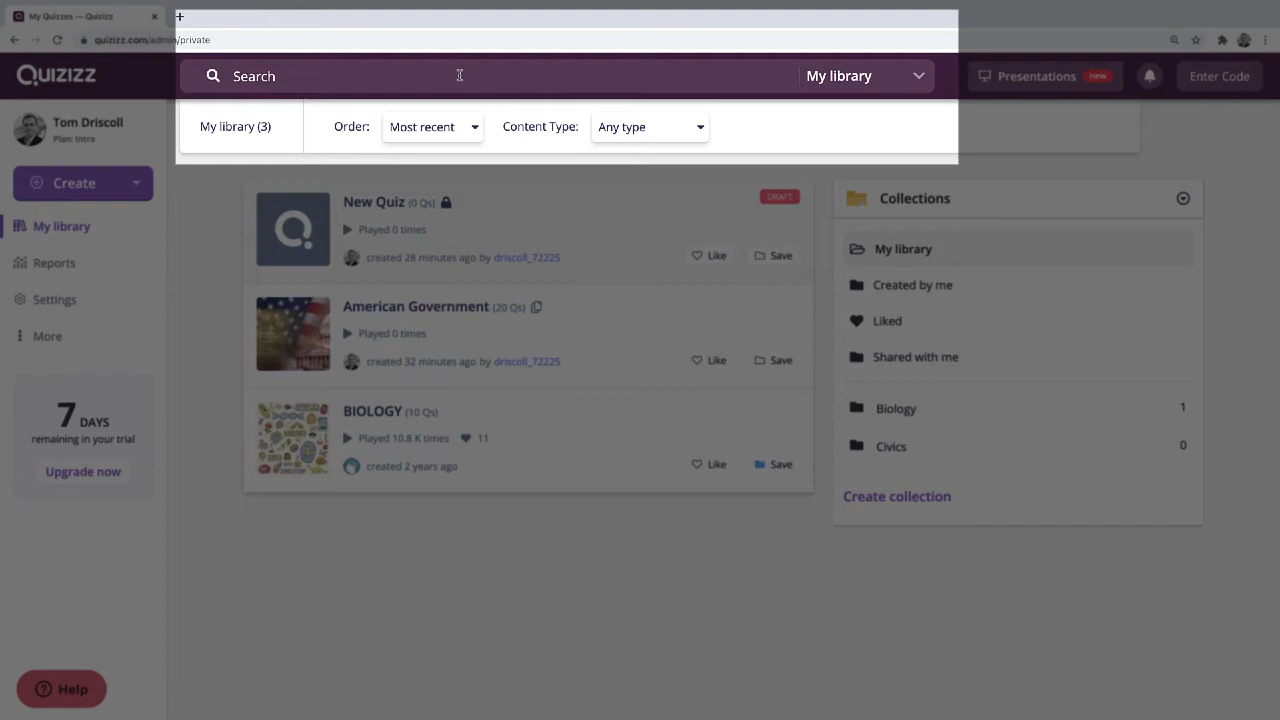 My Quizzes — Quizizz
quizizz.com/admin/private
QUIZIZZ
Search
My library
Presentations new
Enter Code
Tom Driscoll
Plan: Intro
Create
My library
Reports
Settings
More
7 DAYS
remaining in your trial
Upgrade now
Help
My library (3)
Order: Most recent
Content Type: Any type
New Quiz (0 Qs)
DRAFT
Played 0 times
created 28 minutes ago by driscoll_72225
Like Save
American Government (20 Qs)
Played 0 times
created 32 minutes ago by driscoll_72225
Like Save
BIOLOGY (10 Qs)
Played 10.8 K times 11
created 2 years ago
Like Save
Collections
My library
Created by me
Liked
Shared with me
Biology 1
Civics 0
Create collection